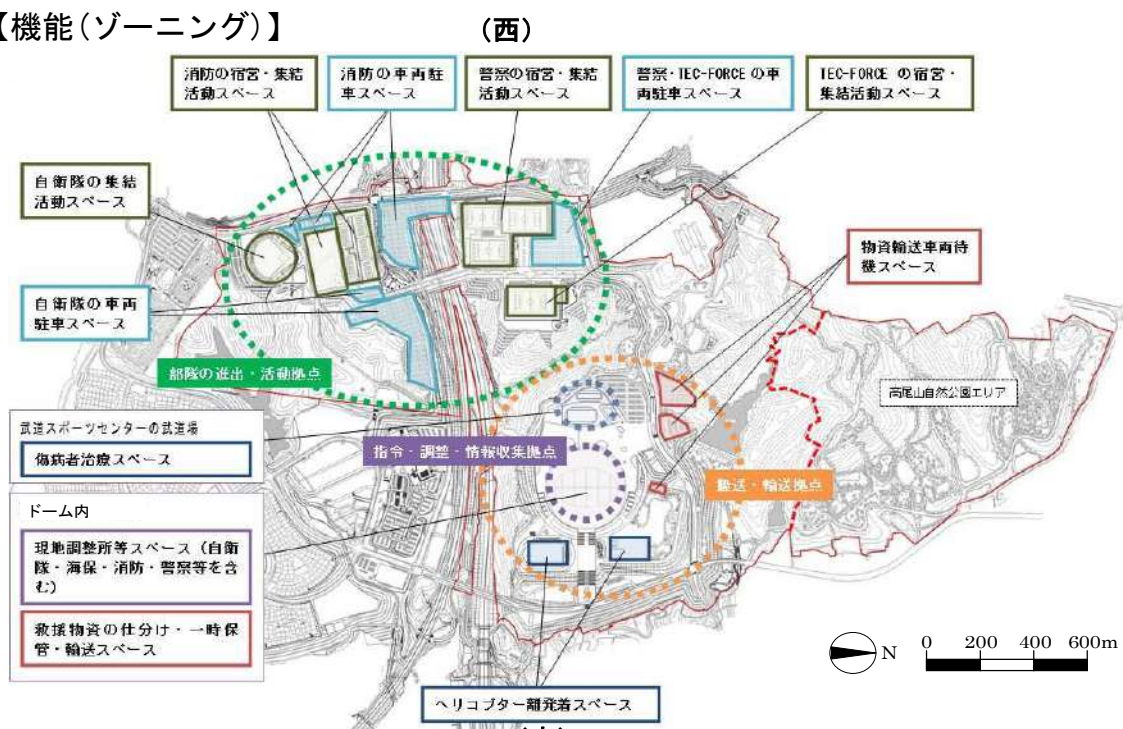 【機能(ゾーニング)】
(西)
消防の宿営・集結
活動スペース
消防の車両駐
車スペース
警察の宿営・集結
活動スペース
警察・TEC-FORCE の車
両駐車スペース
TEC-FORCE の宿営・
集結活動スペース
自衛隊の集結
活動スペース
物資輸送車両待
機スペース
自衛隊の車両
駐車スペース
部隊の進出・活動拠点
高尾山自然公園エリア
武道スポーツセンターの武道場
傷病者治療スペース
指令・調整・情報収集拠点
搬送・輸送拠点
ドーム内
現地調整所等スペース(自衛
隊・海保・消防・警察等を含
む)
救援物資の仕分け・一時保
管・輸送スペース
N
0 200 400 600m
ヘリコプター離発着スペース